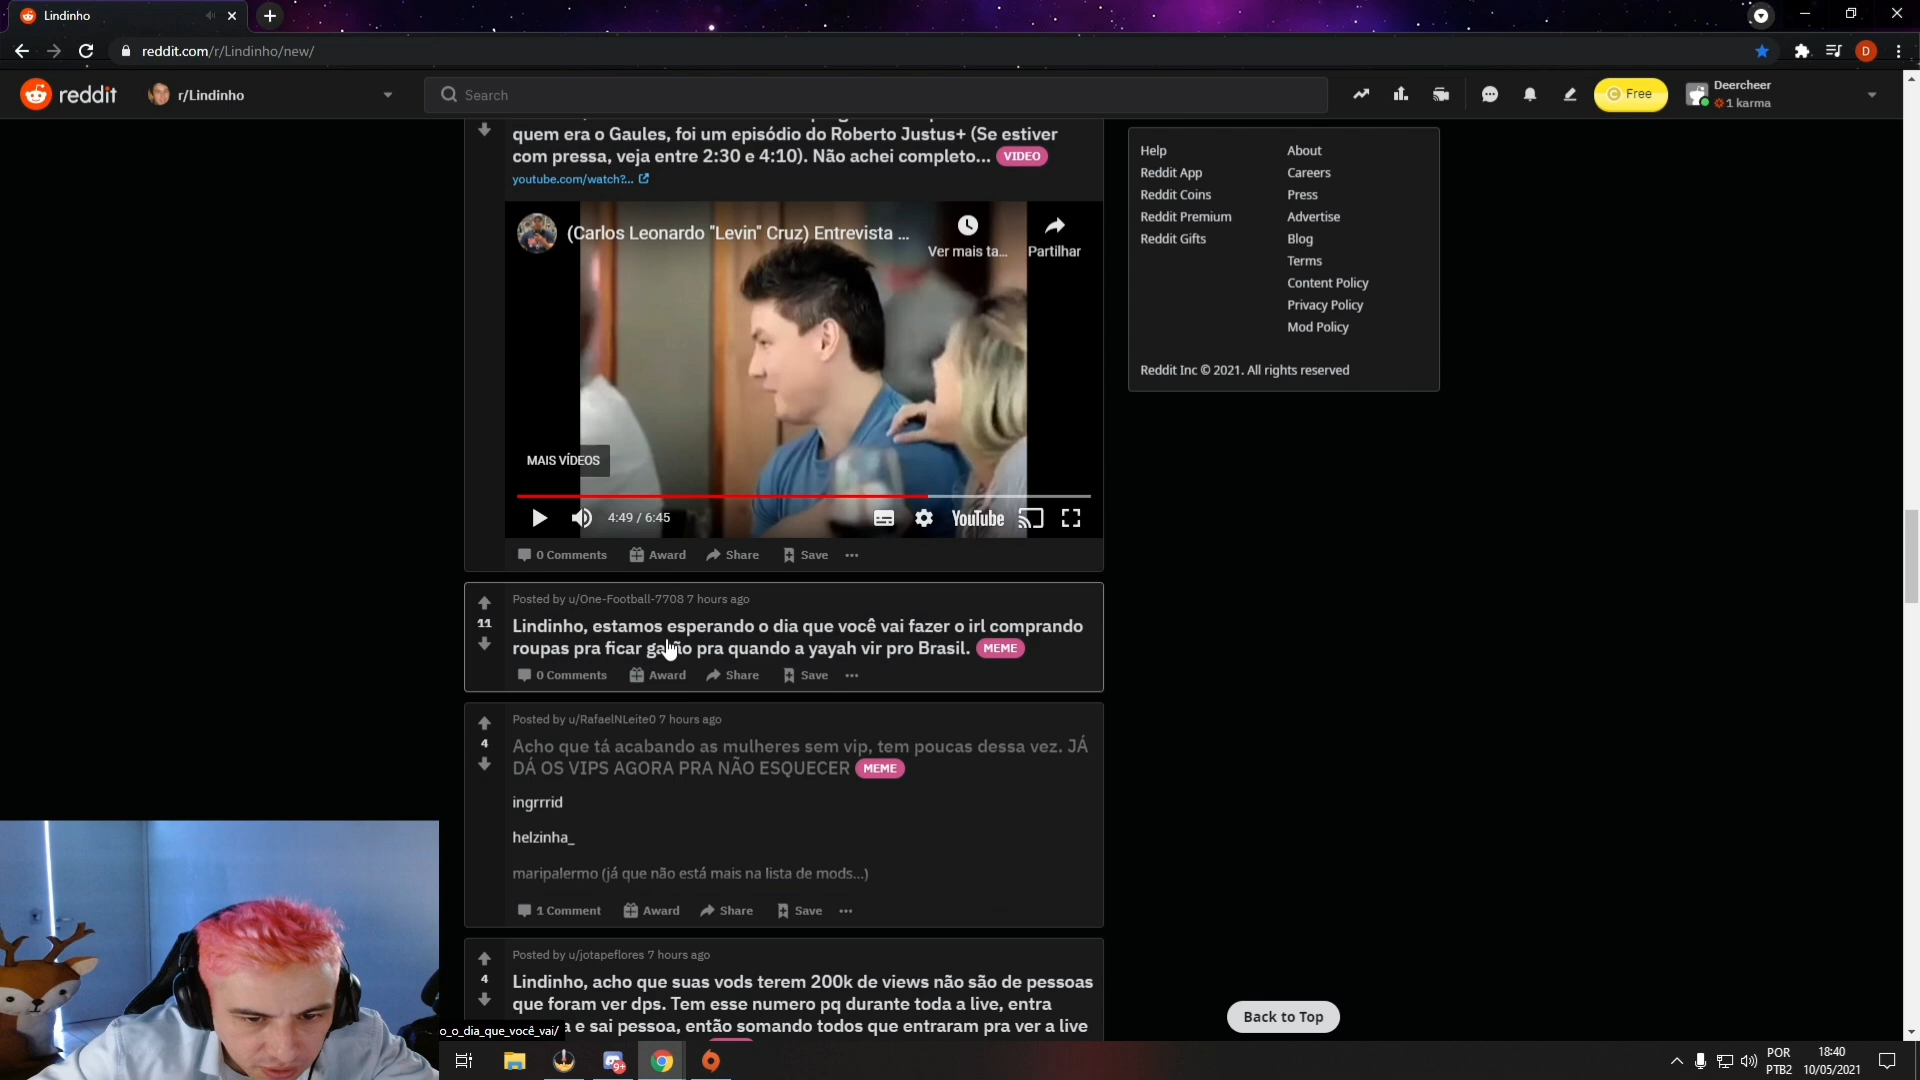 Lindinho
reddit.com/r/Lindinho/new/
reddit
r/Lindinho
Search
Free
Deercheer
1 karma
quem era o Gaules, foi um episódio do Roberto Justus+ (Se estiver
com pressa, veja entre 2:30 e 4:10). Não achei completo... VIDEO
youtube.com/watch?...
(Carlos Leonardo "Levin" Cruz) Entrevista ...
Ver mais ta...
Partilhar
MAIS VÍDEOS
4:49 / 6:45
YouTube
0 Comments Award Share Save
Posted by u/One-Football-7708 7 hours ago
11
Lindinho, estamos esperando o dia que você vai fazer o irl comprando
roupas pra ficar pra quando a yayah vir pro Brasil. MEME
0 Comments Award Share Save
Posted by u/RafaelNLeite0 7 hours ago
4
Acho que tá acabando as mulheres sem vip, tem poucas dessa vez. JÁ
DÁ OS VIPS AGORA PRA NÃO ESQUECER MEME
ingrrrid
helzinha_
maripalermo (já que não está mais na lista de mods...)
1 Comment Award Share Save
Posted by u/jotapeflores 7 hours ago
4
Lindinho, acho que suas vods terem 200k de views não são de pessoas
que foram ver dps. Tem esse numero pq durante toda a live, entra
e sai pessoa, então somando todos que entraram pra ver a live
o_o_dia_que_você_vai/
Help
Reddit App
Reddit Coins
Reddit Premium
Reddit Gifts
About
Careers
Press
Advertise
Blog
Terms
Content Policy
Privacy Policy
Mod Policy
Reddit Inc © 2021. All rights reserved
Back to Top
D
9+
POR
PTB2
18:40
10/05/2021